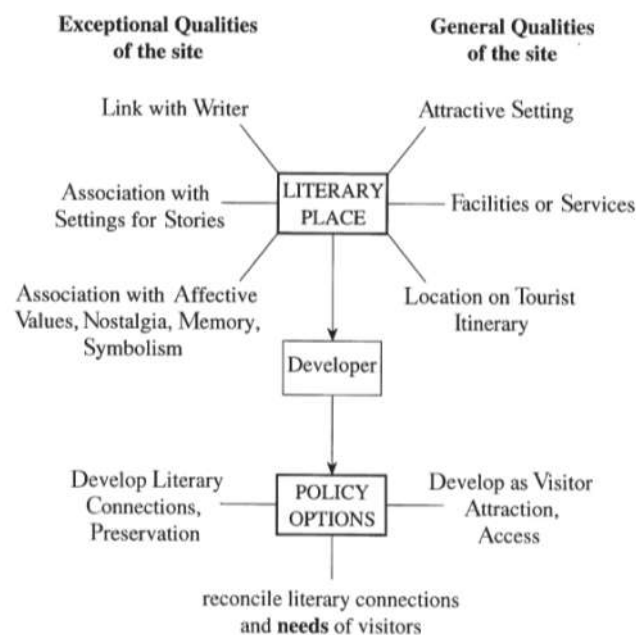 Exceptional Qualities
of the site
General Qualities
of the site
Link with Writer
Attractive Setting
Association with
Settings for Stories
LITERARY
PLACE
Facilities or Services
Association with Affective
Values, Nostalgia, Memory,
Symbolism
Location on Tourist
Itinerary
Developer
Develop Literary
Connections,
Preservation
POLICY
OPTIONS
Develop as Visitor
Attraction,
Access
reconcile literary connections
and needs of visitors